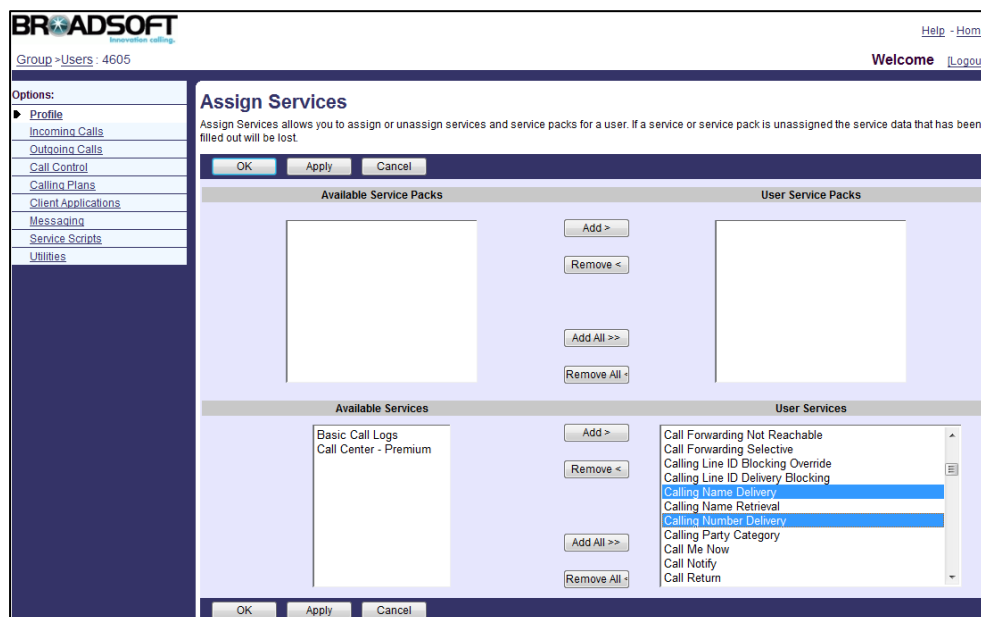 BROADSOFT
Innovation calling.
Help - Hom
Group >Users : 4605
Welcome [Logou
Options:
Profile
Incoming Calls
Outgoing Calls
Call Control
Calling Plans
Client Applications
Messaging
Service Scripts
Utilities
Assign Services
Assign Services allows you to assign or unassign services and service packs for a user. If a service or service pack is unassigned the service data that has been
filled out will be lost.
OK Apply Cancel
Available Service Packs User Service Packs
Add >
Remove <
Add All >>
Remove All <
Available Services User Services
Basic Call Logs
Call Center - Premium
Add >
Remove <
Add All >>
Remove All <
Call Forwarding Not Reachable
Call Forwarding Selective
Calling Line ID Blocking Override
Calling Line ID Delivery Blocking
Calling Name Delivery
Calling Name Retrieval
Calling Number Delivery
Calling Party Category
Call Me Now
Call Notify
Call Return
OK Apply Cancel